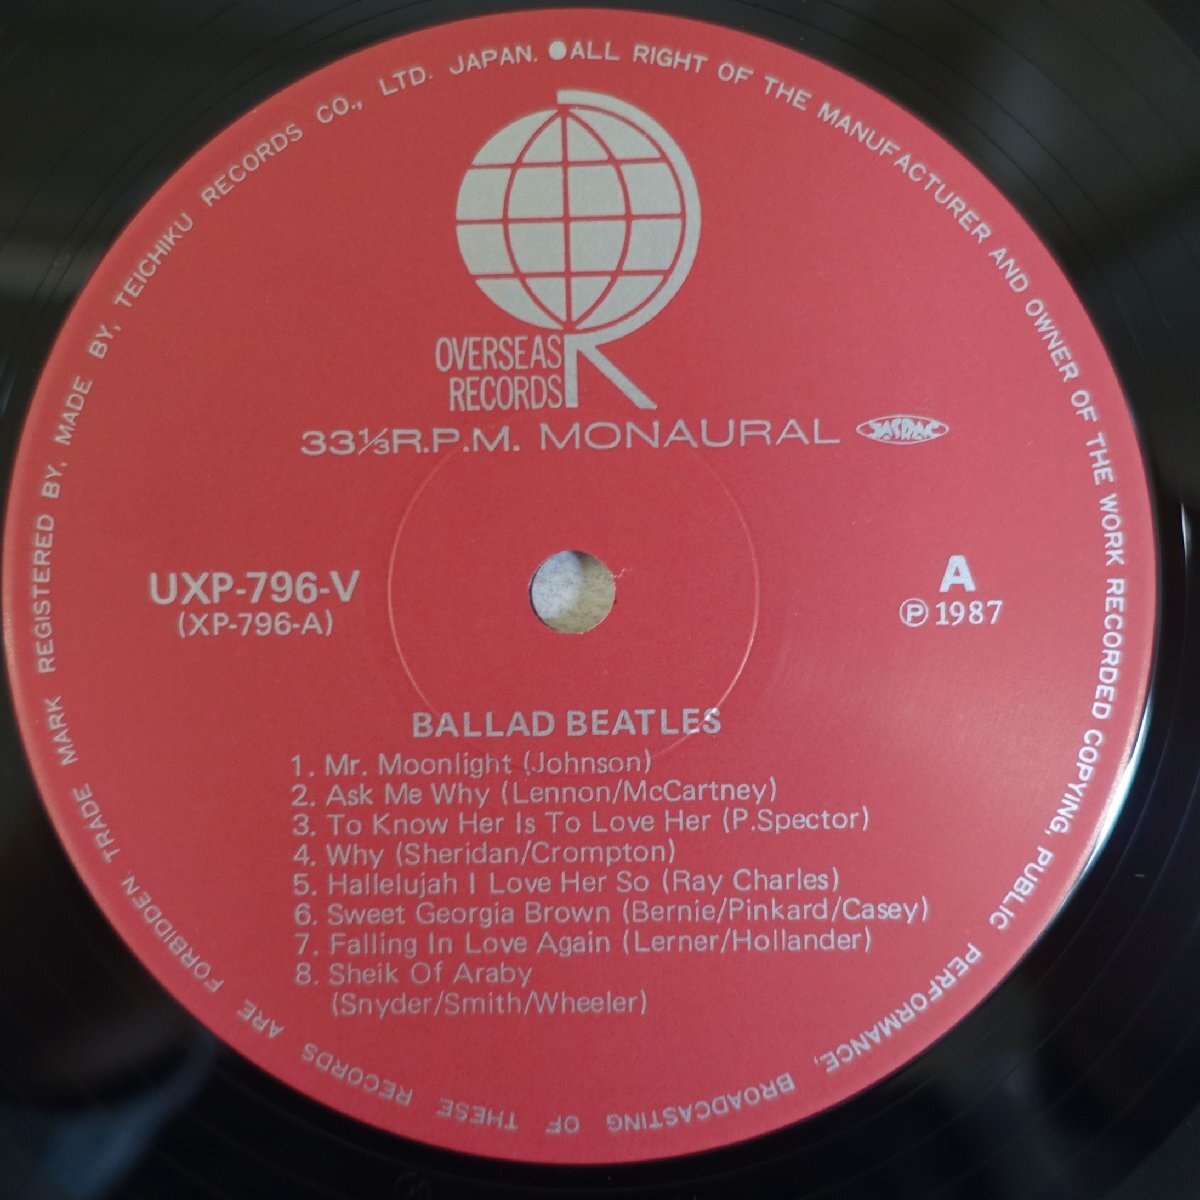 TRADE MARK REGISTERED BY, MADE BY, TEICHIKU RECORDS CO., LTD. JAPAN. ●ALL RIGHT OF THE MANUFACTURER AND OWNER OF THE WORK RECORDED COPYING, PUBLIC PERFORMANCE, BROADCASTING OF THESE RECORDS ARE FORBIDDEN.
OVERSEAS
RECORDS
33⅓R.P.M. MONAURAL JASRAC
UXP-796-V
(XP-796-A)
A
Ⓟ1987
BALLAD BEATLES
1. Mr. Moonlight (Johnson)
2. Ask Me Why (Lennon/McCartney)
3. To Know Her Is To Love Her (P.Spector)
4. Why (Sheridan/Crompton)
5. Hallelujah I Love Her So (Ray Charles)
6. Sweet Georgia Brown (Bernie/Pinkard/Casey)
7. Falling In Love Again (Lerner/Hollander)
8. Sheik Of Araby
(Snyder/Smith/Wheeler)